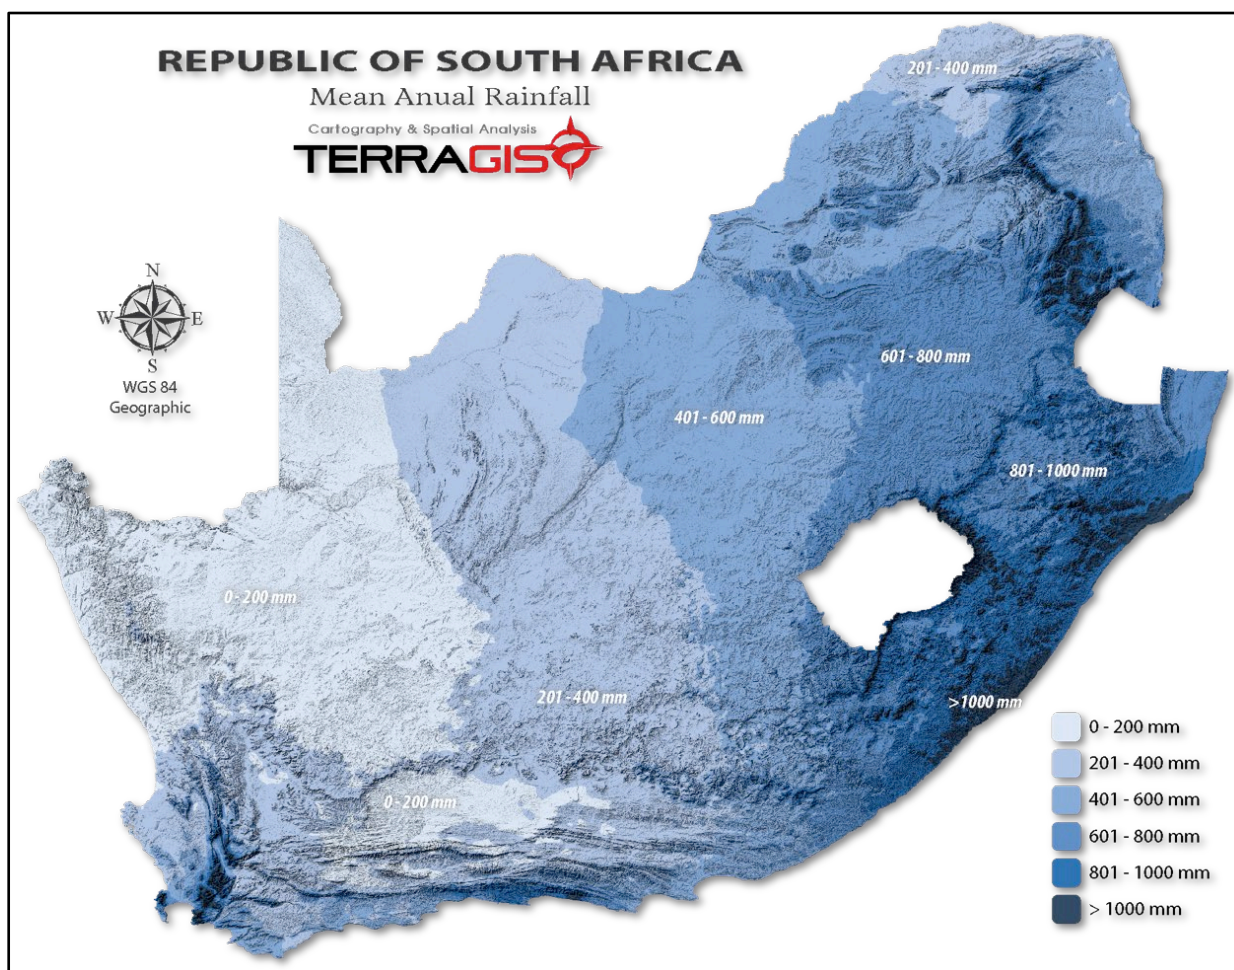 REPUBLIC OF SOUTH AFRICA
Mean Anual Rainfall
Cartography & Spatial Analysis
TERRAGIS
201 - 400 mm
N
W E
S
WGS 84
Geographic
601 - 800 mm
401 - 600 mm
801 - 1000 mm
0 - 200 mm
201 - 400 mm
>1000 mm
0 - 200 mm
0 - 200 mm
201 - 400 mm
401 - 600 mm
601 - 800 mm
801 - 1000 mm
> 1000 mm